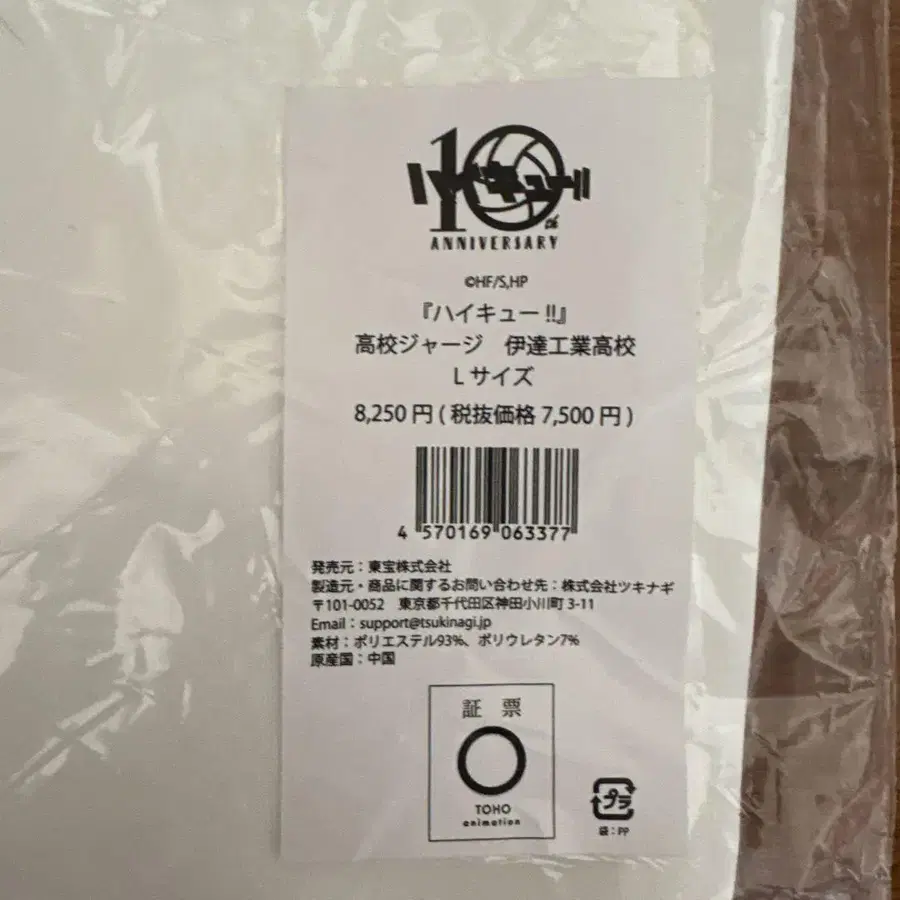 ハイキュー!!
10th
ANNIVERSARY
©HF/S,HP
『ハイキュー!!』
高校ジャージ　伊達工業高校
Lサイズ
8,250円(税抜価格7,500円)
4 570169 063377
発売元：東宝株式会社
製造元・商品に関するお問い合わせ先：株式会社ツキナギ
〒101-0052　東京都千代田区神田小川町3-11
Email：support@tsukinagi.jp
素材：ポリエステル93%、ポリウレタン7%
原産国：中国
証 票
TOHO
animation
プラ
袋：PP